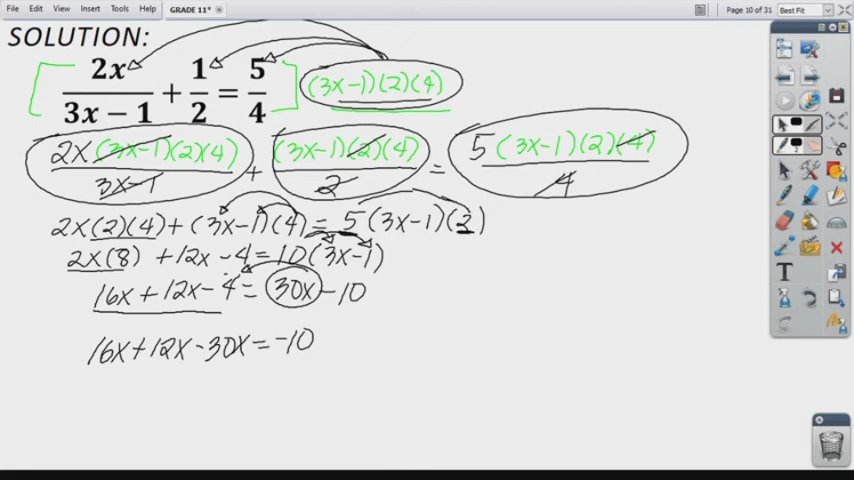 File Edit View Insert Tools Help GRADE 11* Page 10 of 31 Best Fit
SOLUTION:
[2x/(3x − 1) + 1/2 = 5/4] (3x-1)(2)(4)
2x(3x-1)(2)(4)/3x-1 + (3x-1)(2)(4)/2 = 5(3x-1)(2)(4)/4
2x(2)(4)+(3x-1)(4)=5(3x-1)(2)
2x(8) +12x-4=10(3x-1)
16x+12x-4=30x-10
16x+12x-30x=-10
T